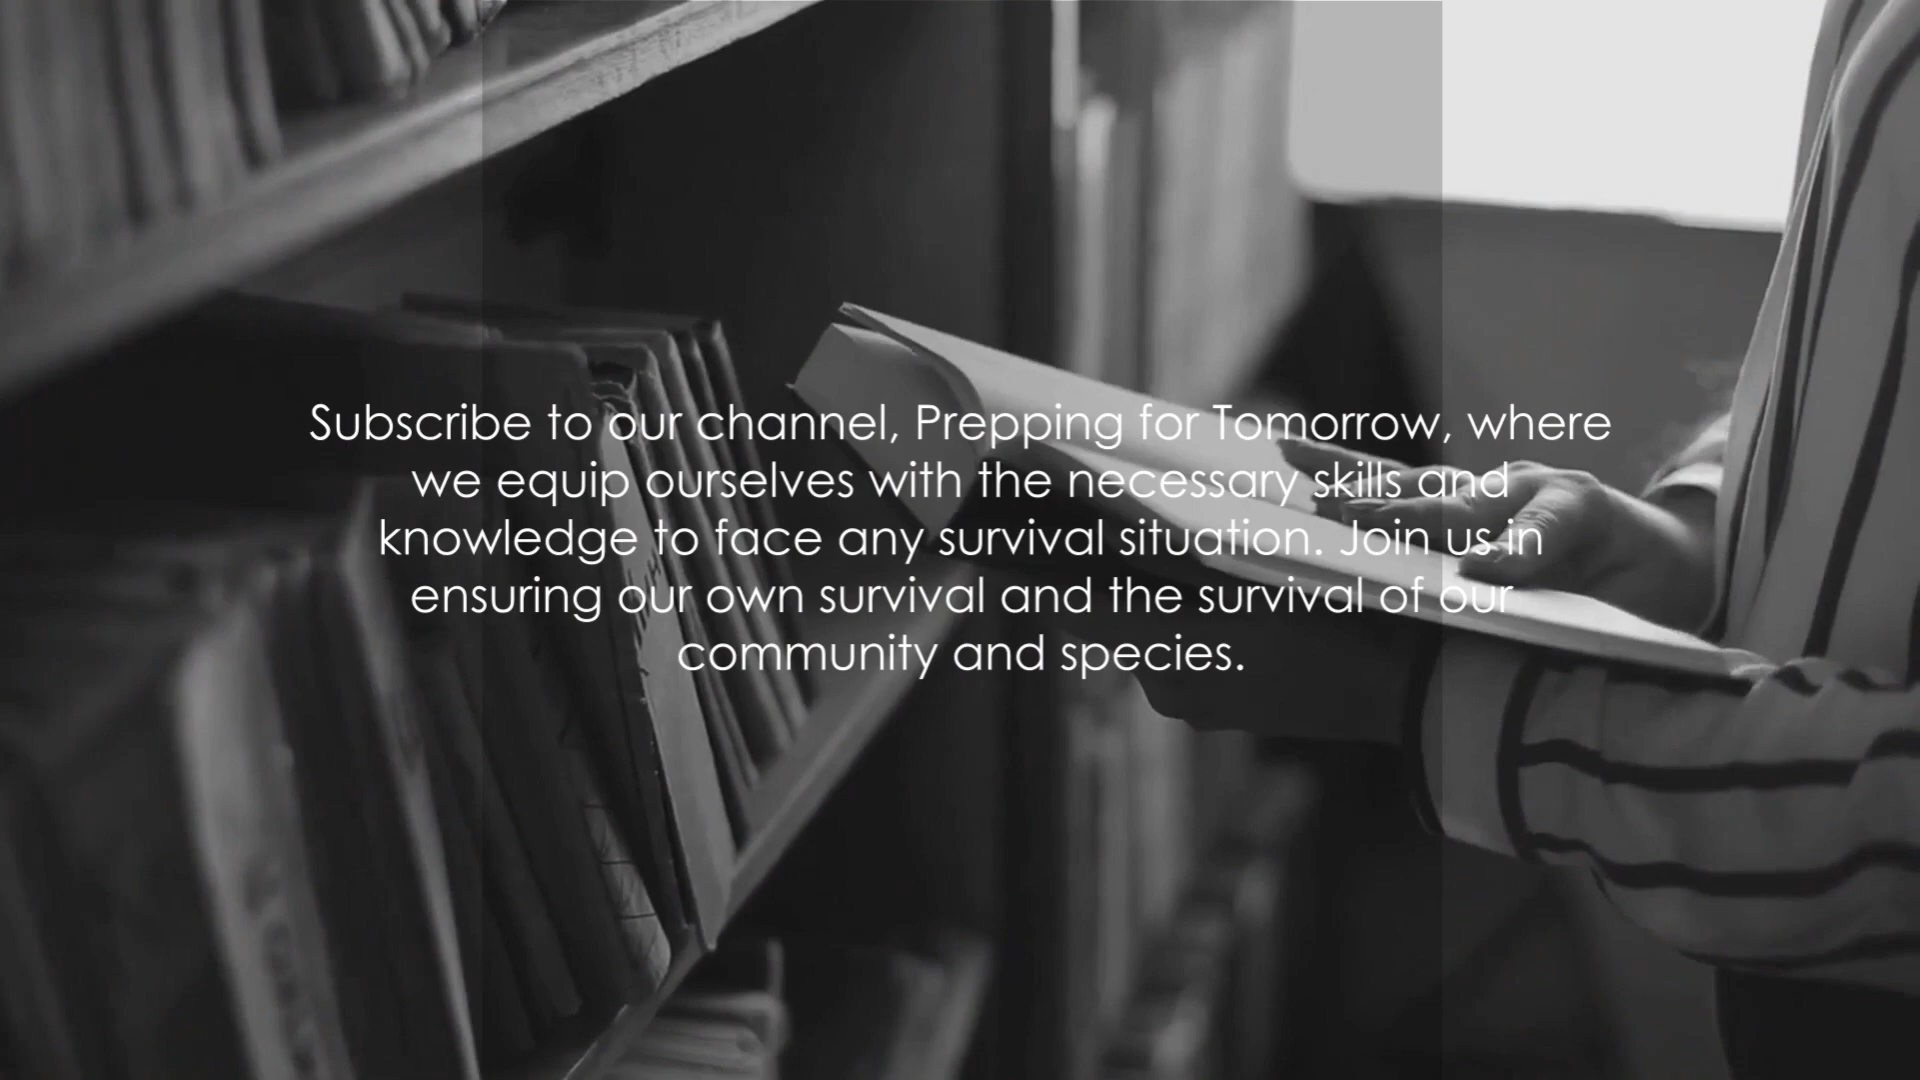 Subscribe to our channel, Prepping for Tomorrow, where
we equip ourselves with the necessary skills and
knowledge to face any survival situation. Join us in
ensuring our own survival and the survival of our
community and species.